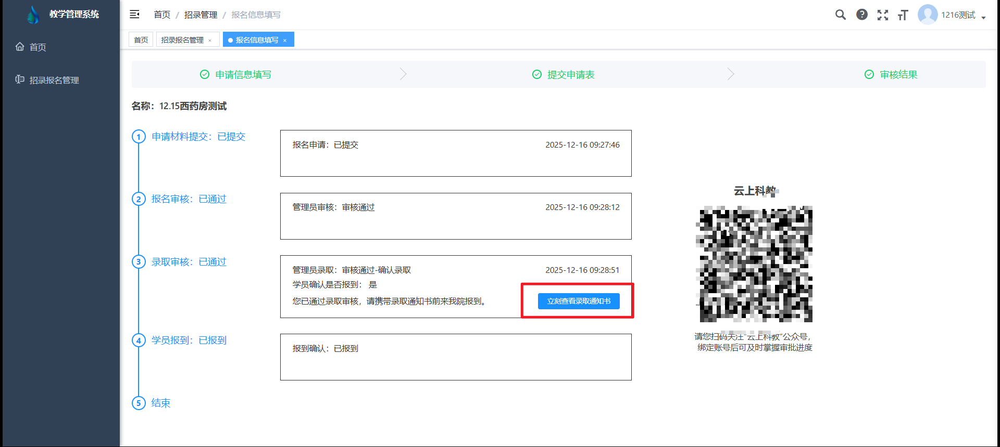 教学管理系统
首页 / 招录管理 / 报名信息填写
1216测试
首页
招录报名管理 ×
报名信息填写 ×
首页
招录报名管理
申请信息填写
提交申请表
审核结果
名称：12.15西药房测试
1 申请材料提交：已提交
报名申请：已提交 2025-12-16 09:27:46
2 报名审核：已通过
管理员审核：审核通过 2025-12-16 09:28:12
3 录取审核：已通过
管理员录取：审核通过-确认录取 2025-12-16 09:28:51
学员确认是否报到： 是
您已通过录取审核，请携带录取通知书前来我院报到。
立刻查看录取通知书
4 学员报到：已报到
报到确认：已报到
5 结束
云上科教
请您扫码关注“云上科教”公众号，
绑定账号后可及时掌握审批进度